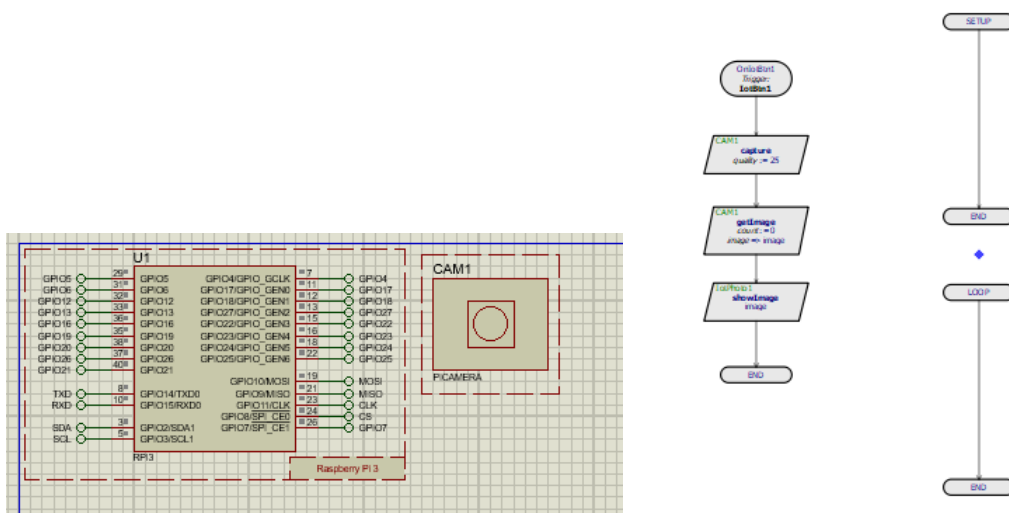 U1
29
31
32
33
36
35
38
37
40
8
10
3
5
GPIO5
GPIO6
GPIO12
GPIO13
GPIO16
GPIO19
GPIO20
GPIO26
GPIO21
TXD
RXD
SDA
SCL
GPIO5
GPIO6
GPIO12
GPIO13
GPIO16
GPIO19
GPIO20
GPIO26
GPIO21
GPIO14/TXD0
GPIO15/RXD0
GPIO2/SDA1
GPIO3/SCL1
GPIO4/GPIO_GCLK
GPIO17/GPIO_GEN0
GPIO18/GPIO_GEN1
GPIO27/GPIO_GEN2
GPIO22/GPIO_GEN3
GPIO23/GPIO_GEN4
GPIO24/GPIO_GEN5
GPIO25/GPIO_GEN6
GPIO10/MOSI
GPIO9/MISO
GPIO11/CLK
GPIO8/SPI_CE0
GPIO7/SPI_CE1
7
11
12
13
15
16
18
22
19
21
23
24
26
GPIO4
GPIO17
GPIO18
GPIO27
GPIO22
GPIO23
GPIO24
GPIO25
MOSI
MISO
CLK
CS
GPIO7
RPI3
Raspberry PI 3
CAM1
PICAMERA
OnIotBtn1
Trigger:
IotBtn1
CAM1
capture
quality := 25
CAM1
getImage
count := 0
image => image
IotPhoto1
showImage
image
END
SETUP
END
LOOP
END